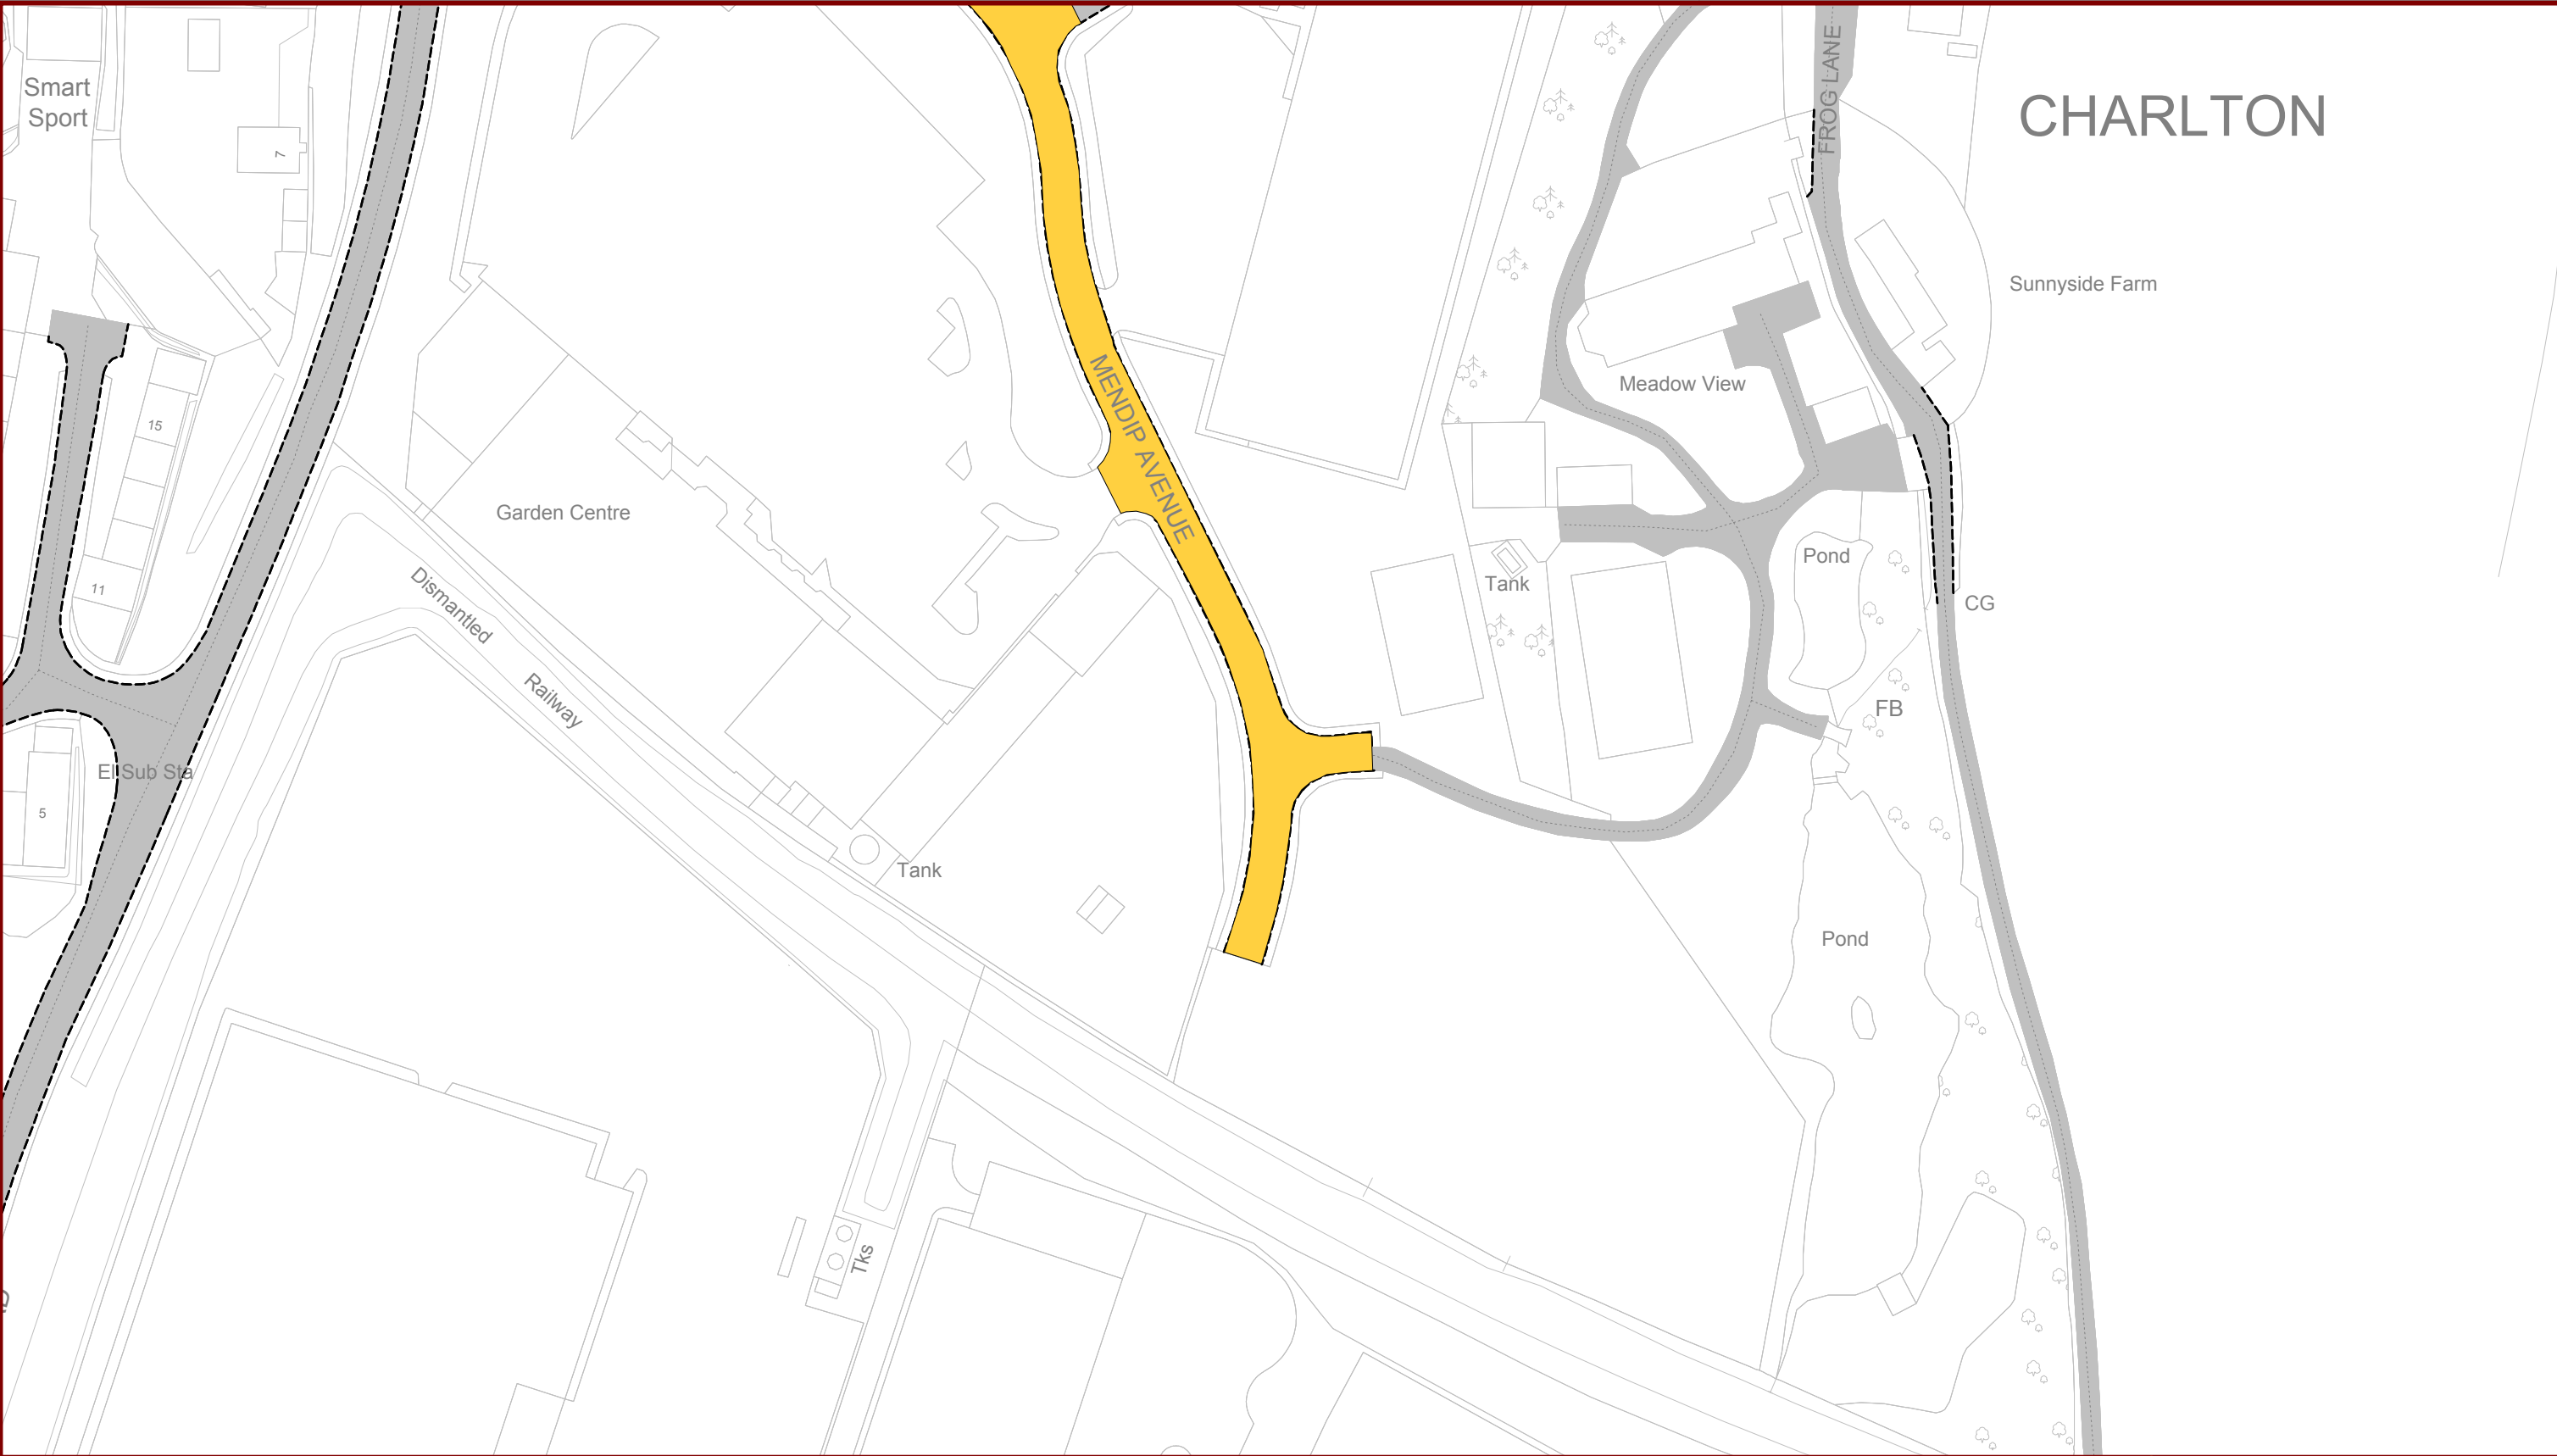 Smart
Sport
7
FROG LANE
CHARLTON
Sunnyside Farm
MENDIP AVENUE
Meadow View
15
Garden Centre
Pond
Tank
11
Dismantled
Railway
CG
FB
El Sub Sta
5
Tank
Pond
Tks